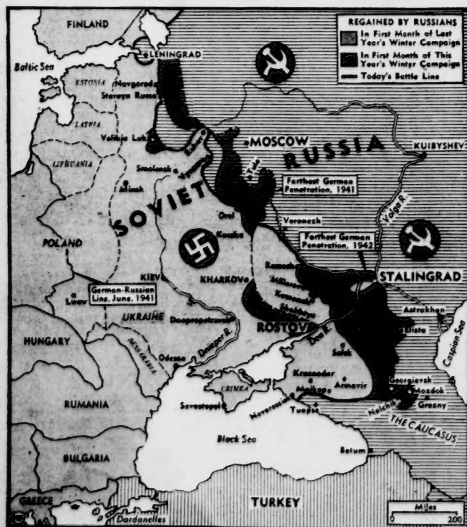 FINLAND
REGAINED BY RUSSIANS
In First Month of Last
Year's Winter Campaign
In First Month of This
Year's Winter Campaign
Today's Battle Line
Baltic Sea
LENINGRAD
ESTONIA
Novgorod
Staraya Russa
LATVIA
Velikie Luki
MOSCOW
RUSSIA
KUIBYSHEV
LITHUANIA
Smolensk
Minsk
Farthest German
Penetration, 1941
SOVIET
Volga R.
Orel
Voronezh
Farthest German
Penetration, 1942
POLAND
STALINGRAD
German-Russian
Line, June, 1941
KIEV
KHARKOV
Lwow
UKRAINE
Astrakhan
Dnepropetrovsk
ROSTOV
Don R.
Elista
HUNGARY
BESSARABIA
Dnieper R.
Caspian Sea
Odessa
Salsk
RUMANIA
CRIMEA
Krasnodar
Georgievsk
Maikop
Armavir
Mozdok
Sevastopol
Novorossisk
Nalchik
Grozny
Tuapse
THE CAUCASUS
Black Sea
BULGARIA
Batum
GREECE
TURKEY
Miles
0
200
Dardanelles